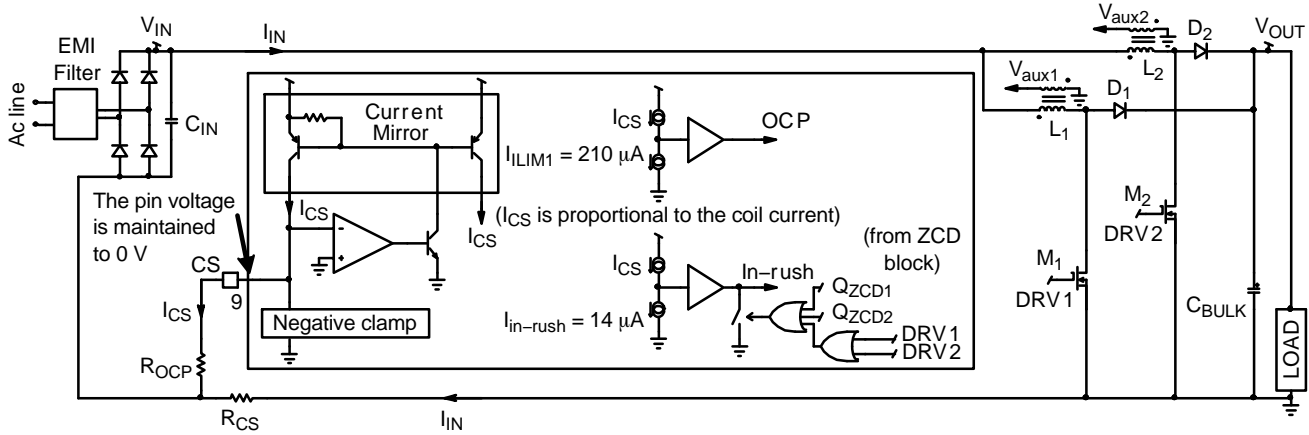 EMI
Filter
Ac line
V_IN
I_IN
C_IN
The pin voltage
is maintained
to 0 V
CS
9
I_CS
R_OCP
R_CS
I_IN
Current
Mirror
I_CS
I_CS
Negative clamp
-
+
I_CS
I_ILIM1 = 210 μA
OCP
(I_CS is proportional to the coil current)
I_CS
I_in−rush = 14 μA
In−rush
(from ZCD
block)
Q_ZCD1
Q_ZCD2
DRV1
DRV2
V_aux2
L_2
D_2
V_OUT
V_aux1
L_1
D_1
M_2
DRV2
M_1
DRV1
C_BULK
LOAD